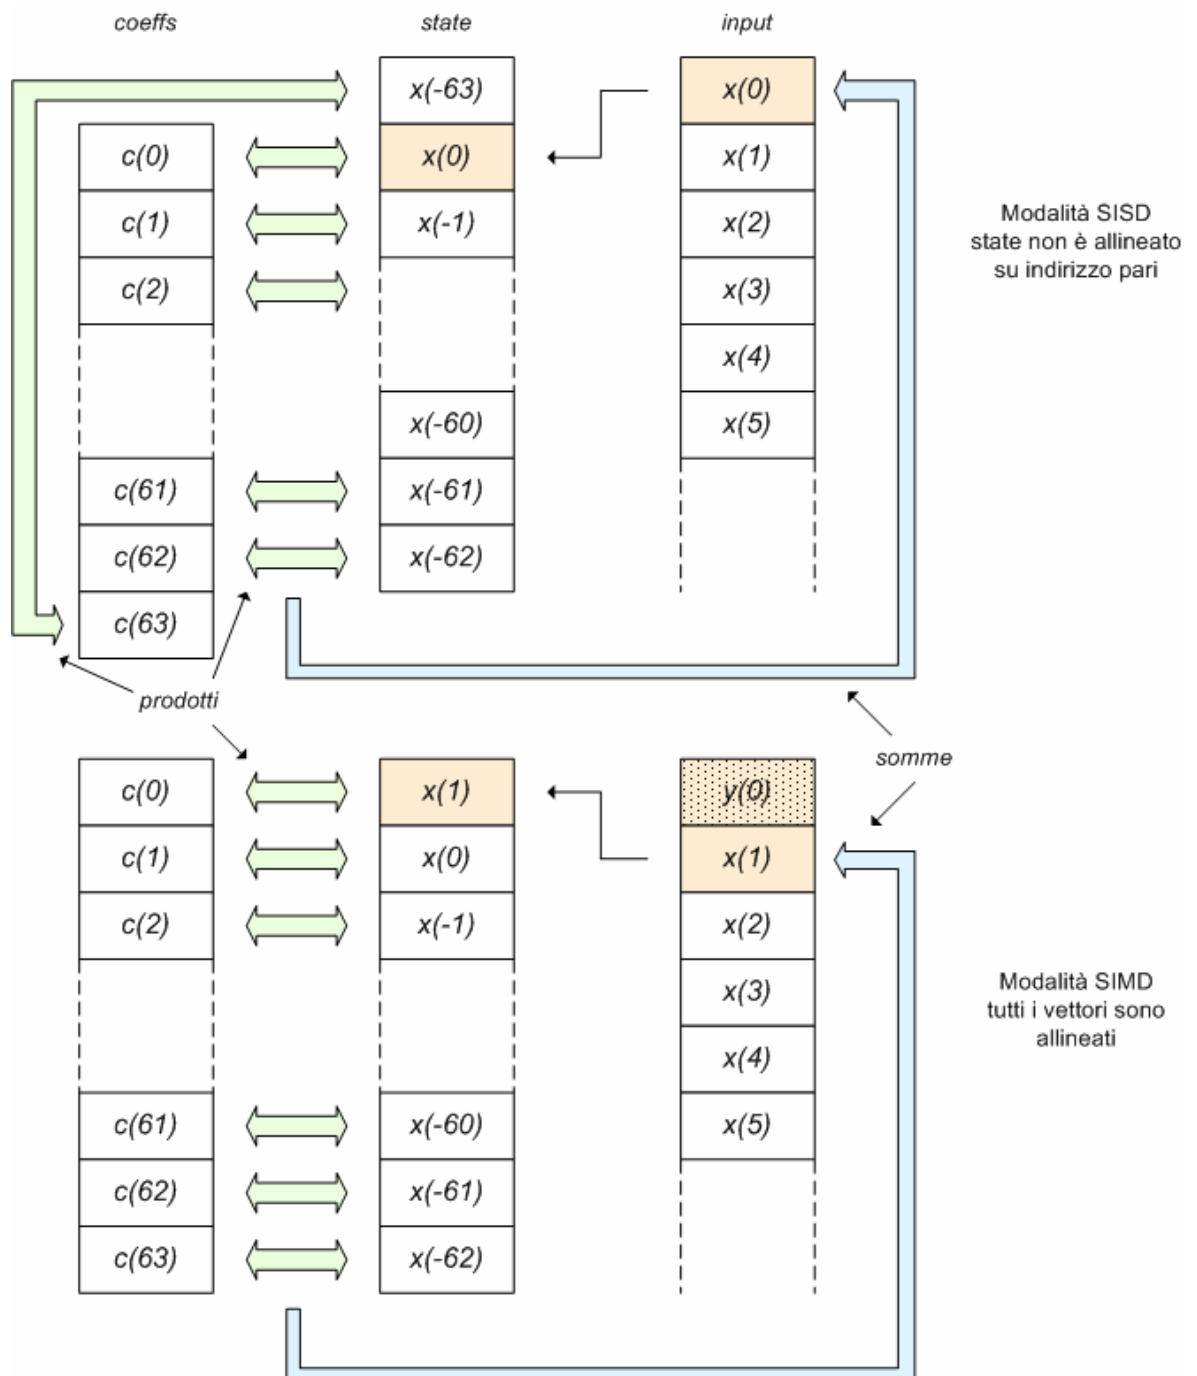 coeffs state input
x(-63) x(0)
c(0) x(0) x(1)
c(1) x(-1) x(2)
Modalità SISD
state non è allineato
su indirizzo pari
c(2) x(3)
x(4)
x(-60) x(5)
c(61) x(-61)
c(62) x(-62)
c(63)
prodotti
somme
c(0) x(1) y(0)
c(1) x(0) x(1)
c(2) x(-1) x(2)
x(3)
Modalità SIMD
tutti i vettori sono
allineati
x(4)
c(61) x(-60) x(5)
c(62) x(-61)
c(63) x(-62)